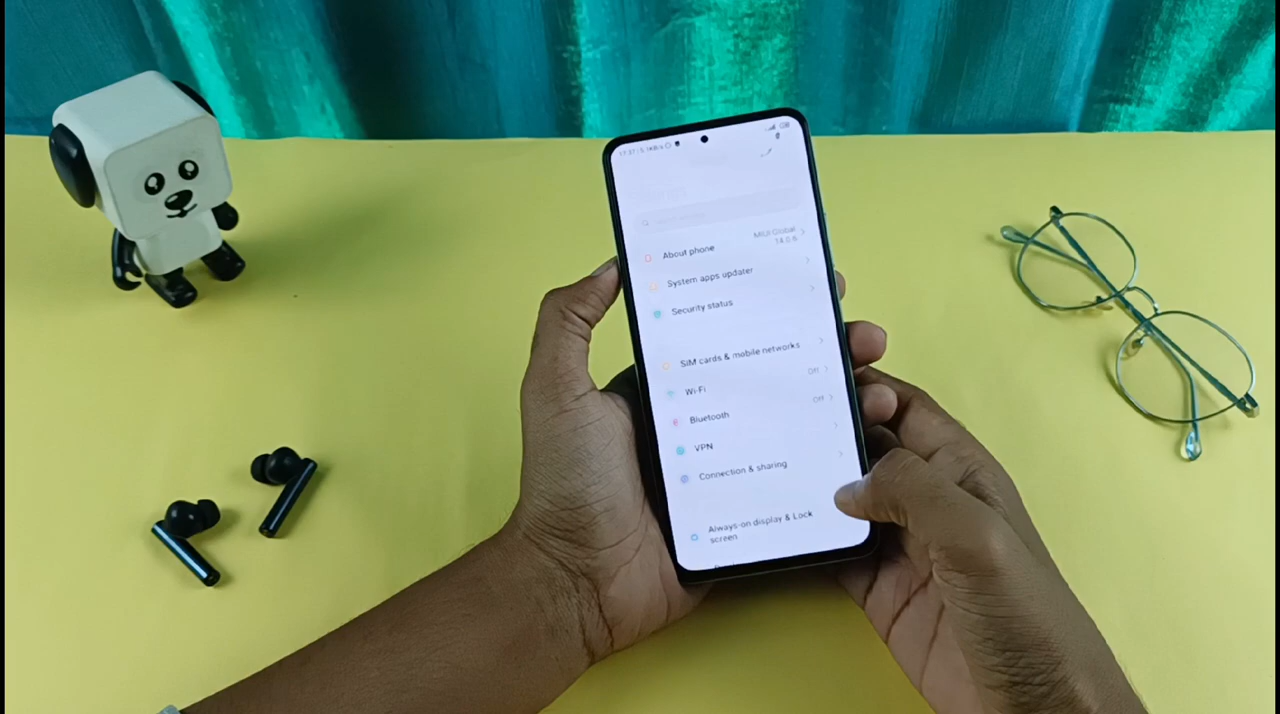 About phone
MIUI Global
14.0.6
System apps updater
Security status
SIM cards & mobile networks
Wi-Fi
Off
Bluetooth
Off
VPN
Connection & sharing
Always-on display & Lock
screen